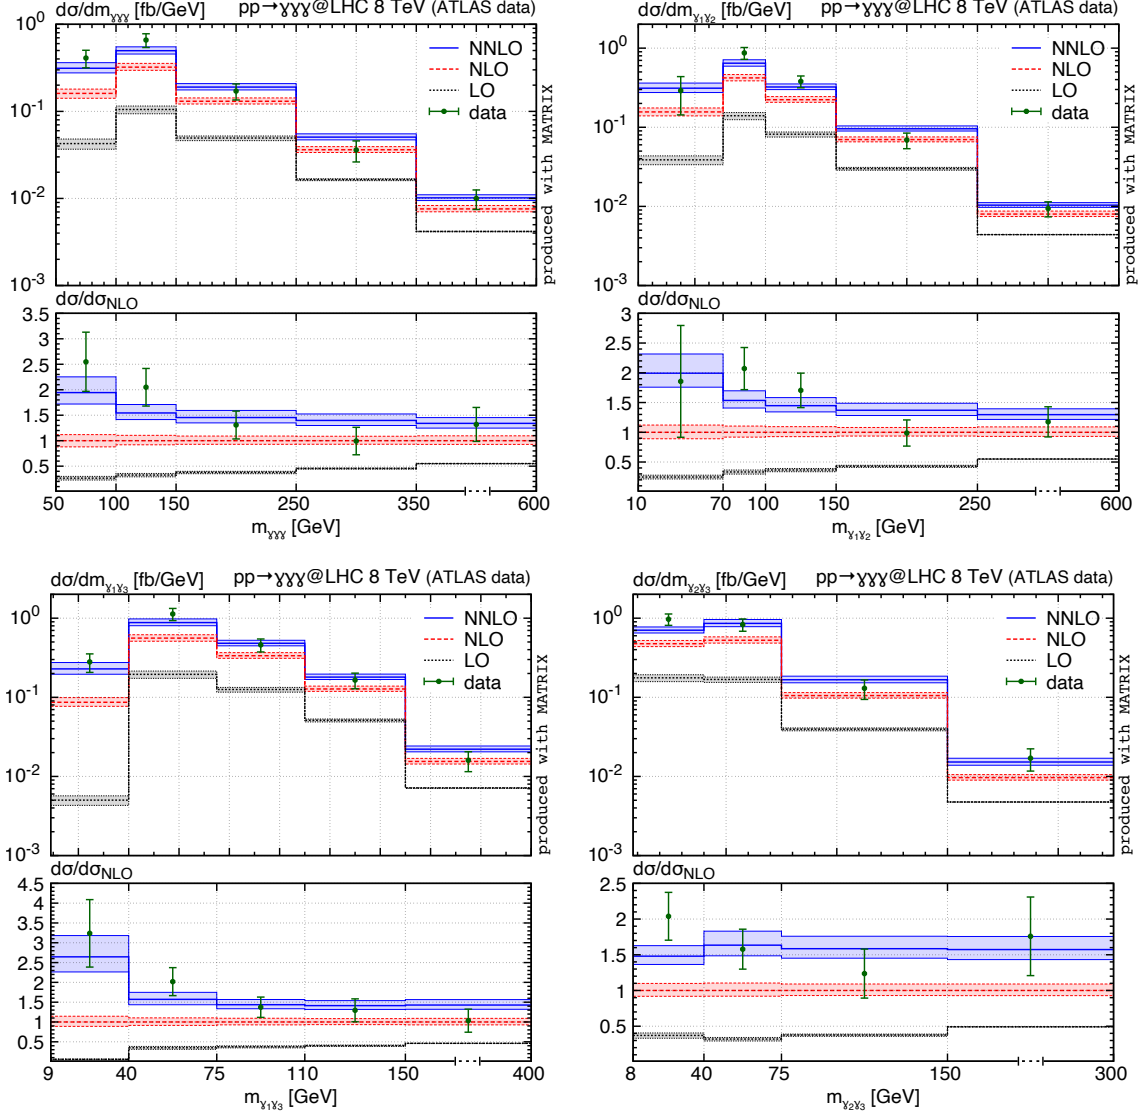 dσ/dm_γγγ [fb/GeV] pp→γγγ@LHC 8 TeV (ATLAS data)
10^0
10^-1
10^-2
10^-3
NNLO
NLO
LO
data
produced with MATRIX
dσ/dσ_NLO
3.5
3
2.5
2
1.5
1
0.5
50 100 150 250 350 600
m_γγγ [GeV]
dσ/dm_γ1γ2 [fb/GeV] pp→γγγ@LHC 8 TeV (ATLAS data)
10^0
10^-1
10^-2
10^-3
NNLO
NLO
LO
data
produced with MATRIX
dσ/dσ_NLO
3
2.5
2
1.5
1
0.5
10 70 100 150 250 600
m_γ1γ2 [GeV]
dσ/dm_γ1γ3 [fb/GeV] pp→γγγ@LHC 8 TeV (ATLAS data)
10^0
10^-1
10^-2
10^-3
NNLO
NLO
LO
data
produced with MATRIX
dσ/dσ_NLO
4.5
4
3.5
3
2.5
2
1.5
1
0.5
9 40 75 110 150 400
m_γ1γ3 [GeV]
dσ/dm_γ2γ3 [fb/GeV] pp→γγγ@LHC 8 TeV (ATLAS data)
10^0
10^-1
10^-2
10^-3
NNLO
NLO
LO
data
produced with MATRIX
dσ/dσ_NLO
2.5
2
1.5
1
0.5
8 40 75 150 300
m_γ2γ3 [GeV]